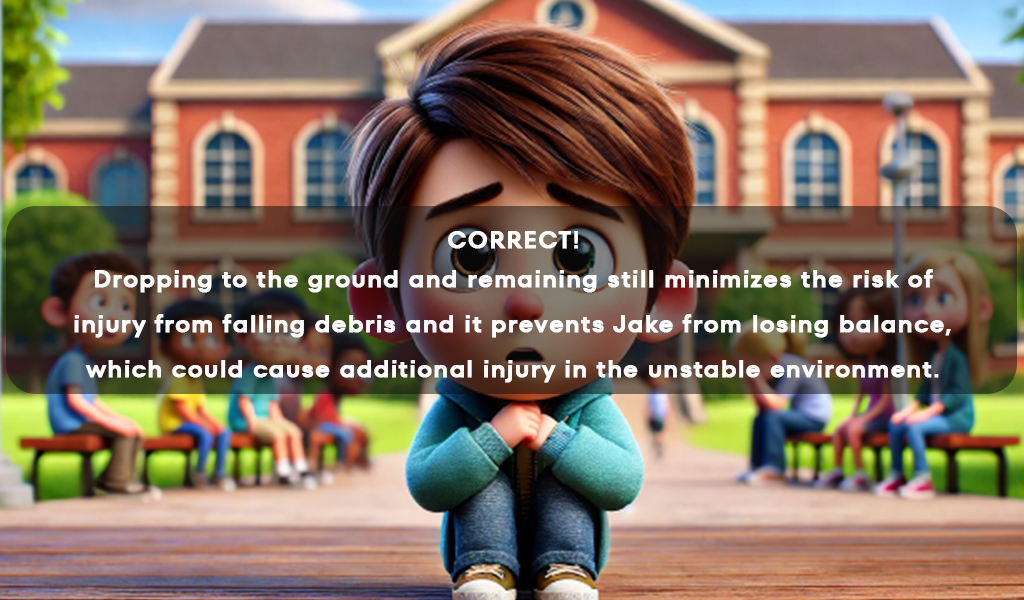 CORRECT!
Dropping to the ground and remaining still minimizes the risk of
injury from falling debris and it prevents Jake from losing balance,
which could cause additional injury in the unstable environment.